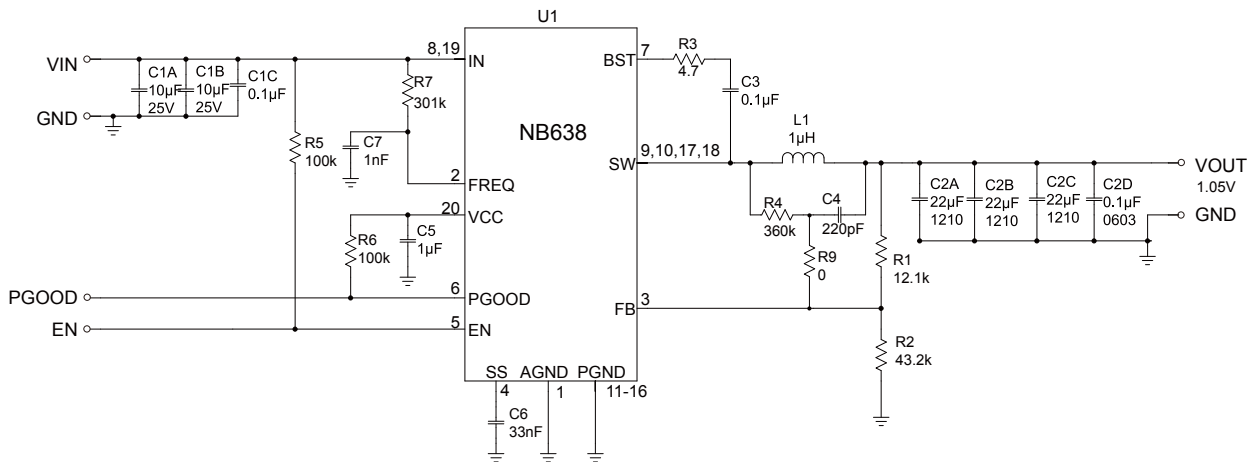 U1
NB638
VIN
GND
C1A
10µF
25V
C1B
10µF
25V
C1C
0.1µF
R5
100k
R7
301k
C7
1nF
8,19
IN
2
FREQ
20
VCC
C5
1µF
R6
100k
PGOOD
6
PGOOD
EN
5
EN
SS
4
AGND
1
PGND
11-16
C6
33nF
BST
7
R3
4.7
C3
0.1µF
SW
9,10,17,18
L1
1µH
R4
360k
C4
220pF
R9
0
FB
3
R1
12.1k
R2
43.2k
C2A
22µF
1210
C2B
22µF
1210
C2C
22µF
1210
C2D
0.1µF
0603
VOUT
1.05V
GND